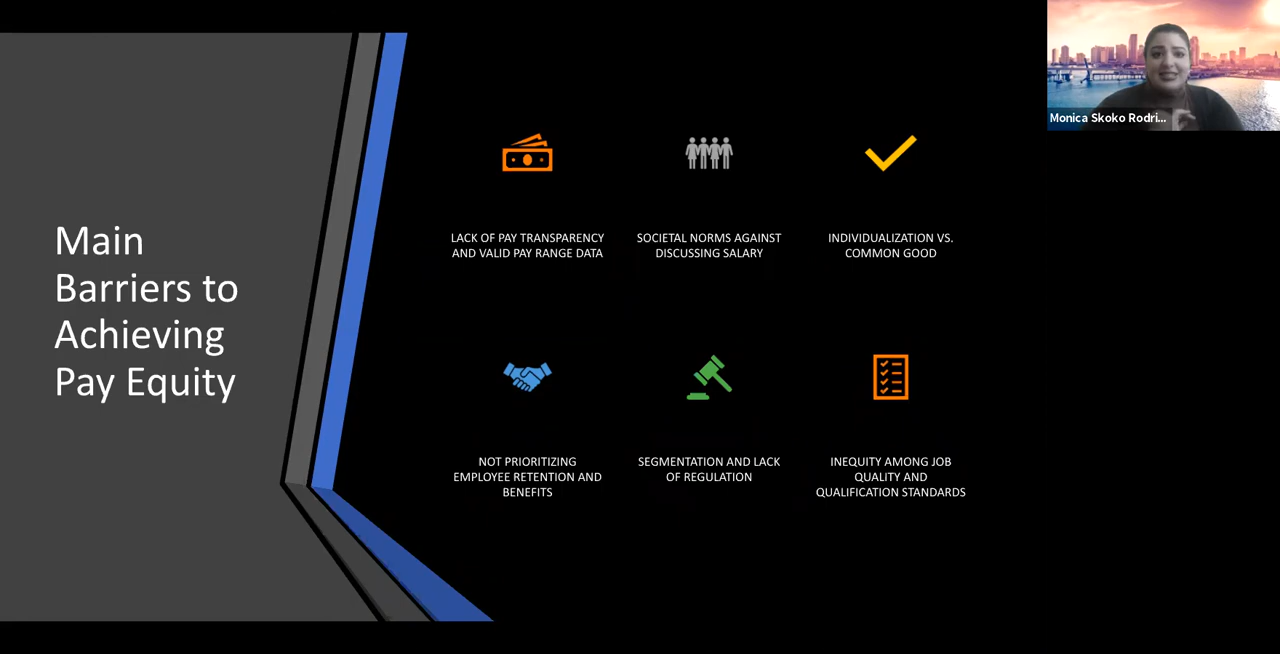 Monica Skoko Rodri...
Main
Barriers to
Achieving
Pay Equity
LACK OF PAY TRANSPARENCY
AND VALID PAY RANGE DATA
SOCIETAL NORMS AGAINST
DISCUSSING SALARY
INDIVIDUALIZATION VS.
COMMON GOOD
NOT PRIORITIZING
EMPLOYEE RETENTION AND
BENEFITS
SEGMENTATION AND LACK
OF REGULATION
INEQUITY AMONG JOB
QUALITY AND
QUALIFICATION STANDARDS